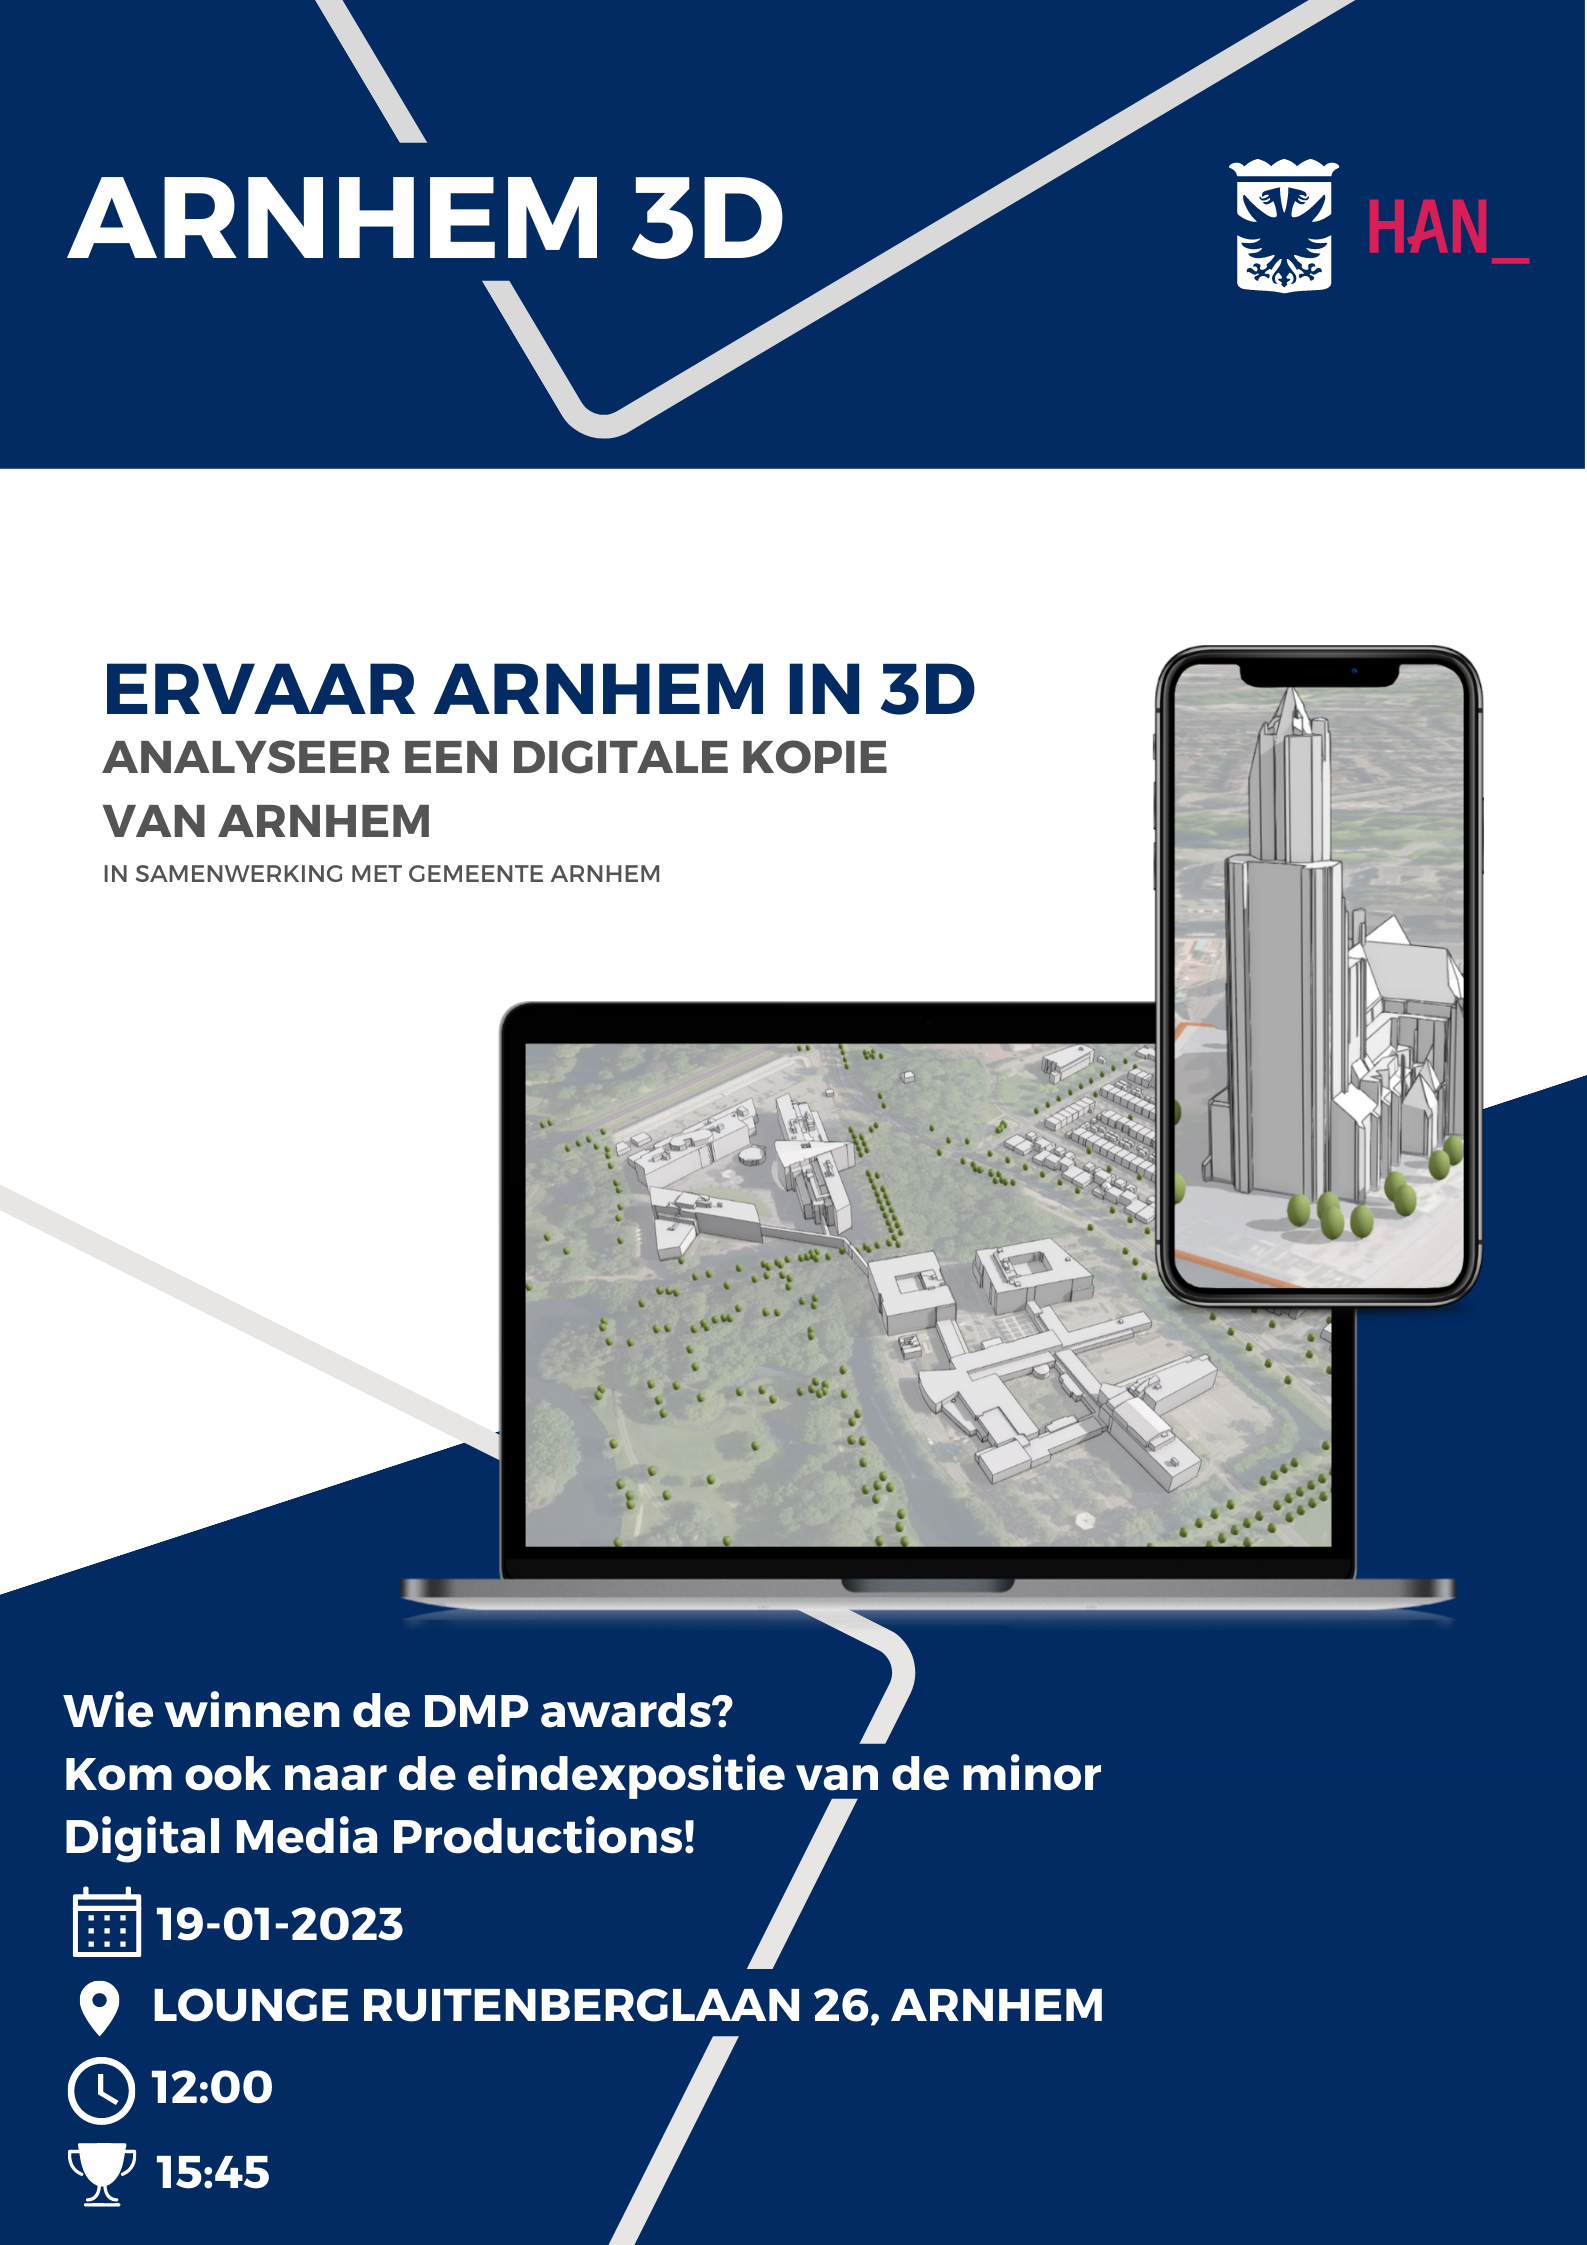 ARNHEM 3D
HAN_
ERVAAR ARNHEM IN 3D
ANALYSEER EEN DIGITALE KOPIE
VAN ARNHEM
IN SAMENWERKING MET GEMEENTE ARNHEM
Wie winnen de DMP awards?
Kom ook naar de eindexpositie van de minor
Digital Media Productions!
19-01-2023
LOUNGE RUITENBERGLAAN 26, ARNHEM
12:00
15:45